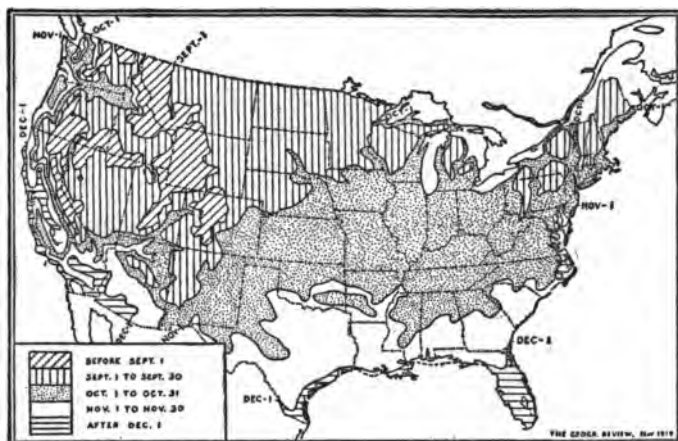 NOV-1
OCT-1
SEPT.-1
DEC-1
OCT-1
NOV-1
DEC-1
DEC-1
BEFORE SEPT. 1
SEPT. 1 TO SEPT. 30
OCT. 1 TO OCT. 31
NOV. 1 TO NOV. 30
AFTER DEC. 1
THE GEOGR. REVIEW,